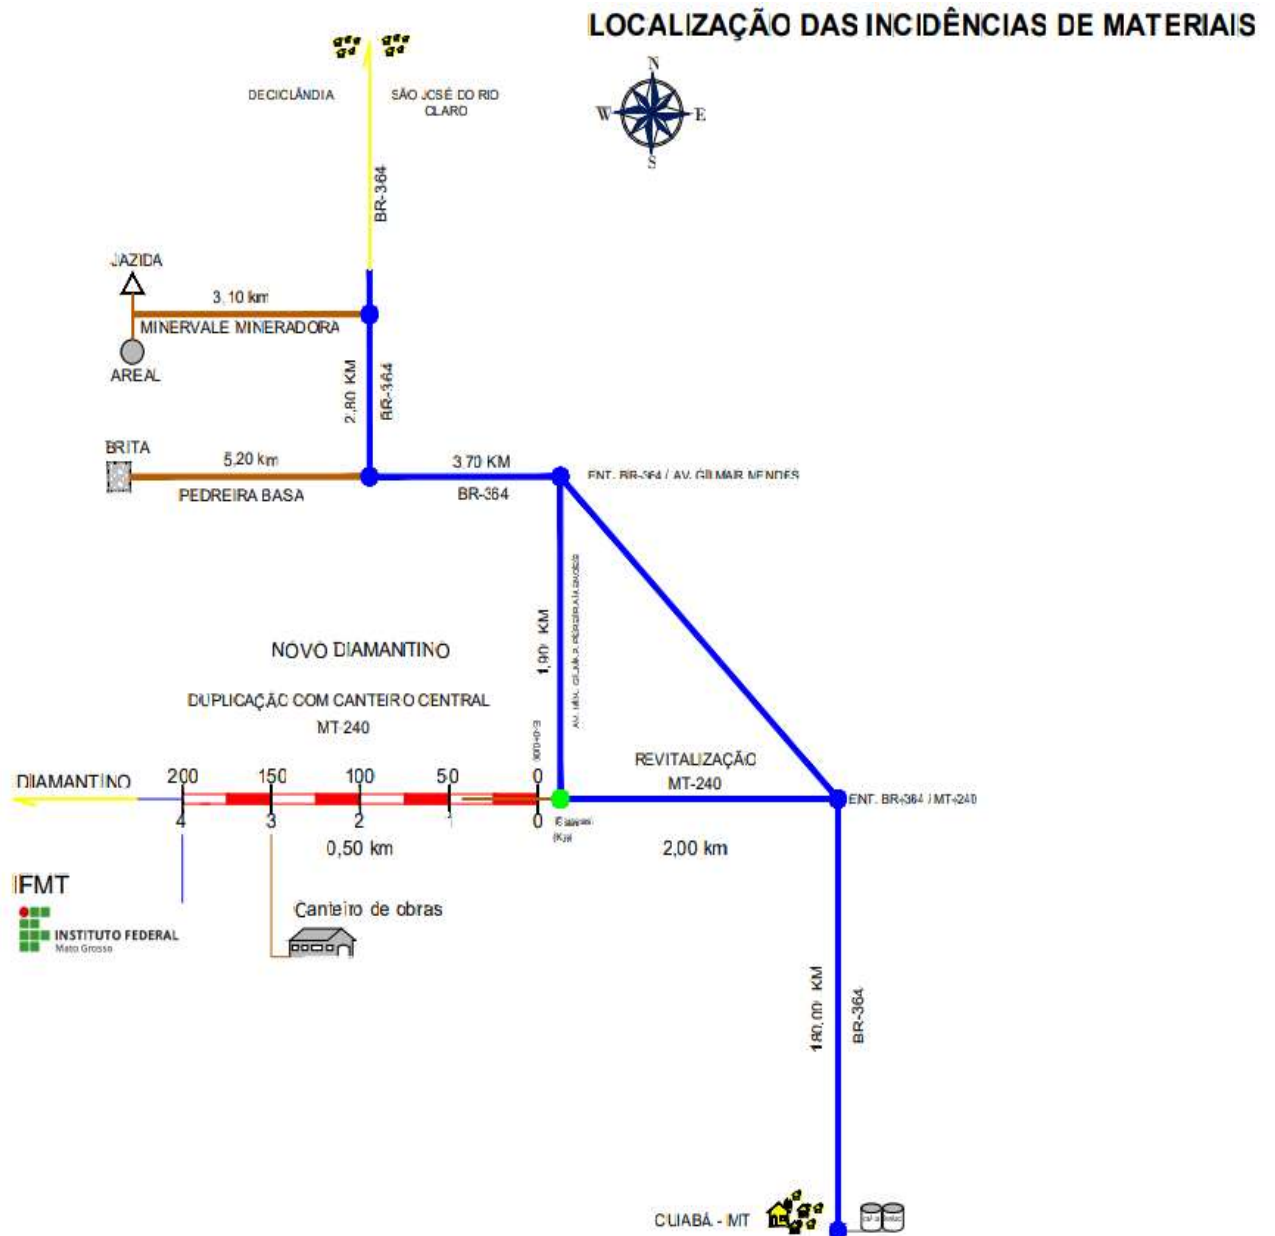 LOCALIZAÇÃO DAS INCIDÊNCIAS DE MATERIAIS
N
W E
S
DECICLÂNDIA
SÃO JOSÉ DO RIO
CLARO
BR-364
JAZIDA
3,10 km
MINERVALE MINERADORA
AREAL
2,80 KM
BR-364
BRITA
5,20 km
PEDREIRA BASA
3,70 KM
BR-364
ENT. BR-364 / AV. GILMAR MENDES
1,90 KM
NOVO DIAMANTINO
DUPLICAÇÃO COM CANTEIRO CENTRAL
MT-240
REVITALIZAÇÃO
MT-240
DIAMANTINO
200 150 100 50 0
4 3 2 1 0
ENT. BR-364 / MT-240
0,50 km
2,00 km
IFMT
INSTITUTO FEDERAL
Mato Grosso
Canteiro de obras
180,00 KM
BR-364
CUIABÁ - MT